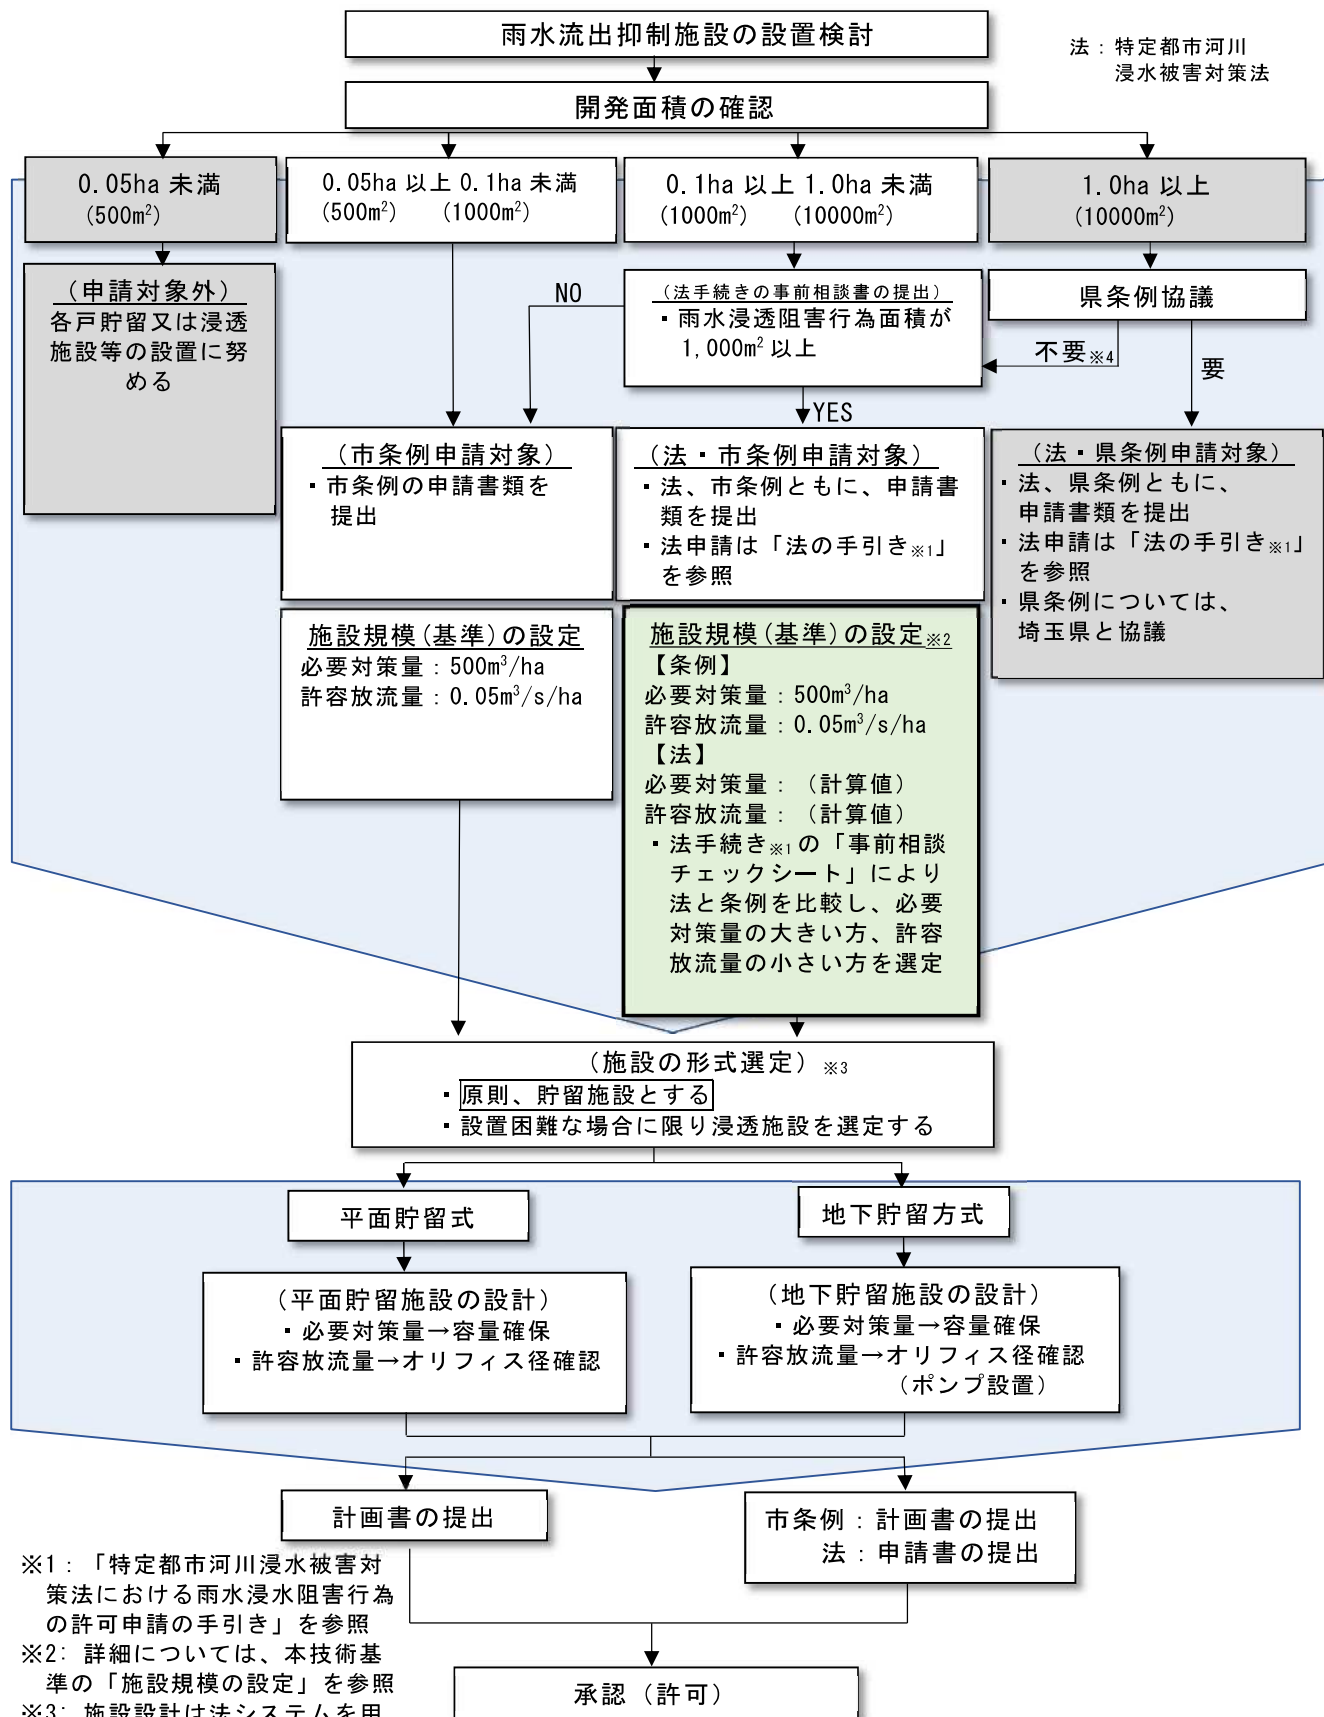 雨水流出抑制施設の設置検討
法：特定都市河川
浸水被害対策法
開発面積の確認
0.05ha 未満
(500m²)
0.05ha 以上 0.1ha 未満
(500m²) (1000m²)
0.1ha 以上 1.0ha 未満
(1000m²) (10000m²)
1.0ha 以上
(10000m²)
（申請対象外）
各戸貯留又は浸透
施設等の設置に努
める
NO
（法手続きの事前相談書の提出）
・雨水浸透阻害行為面積が
1,000m² 以上
県条例協議
不要※4
要
YES
（市条例申請対象）
・市条例の申請書類を
提出
（法・市条例申請対象）
・法、市条例ともに、申請書
類を提出
・法申請は「法の手引き※1」
を参照
（法・県条例申請対象）
・法、県条例ともに、
申請書類を提出
・法申請は「法の手引き※1」
を参照
・県条例については、
埼玉県と協議
施設規模(基準)の設定
必要対策量：500m³/ha
許容放流量：0.05m³/s/ha
施設規模(基準)の設定※2
【条例】
必要対策量：500m³/ha
許容放流量：0.05m³/s/ha
【法】
必要対策量：（計算値）
許容放流量：（計算値）
・法手続き※1の「事前相談
チェックシート」により
法と条例を比較し、必要
対策量の大きい方、許容
放流量の小さい方を選定
（施設の形式選定）※3
・原則、貯留施設とする
・設置困難な場合に限り浸透施設を選定する
平面貯留式
地下貯留方式
（平面貯留施設の設計）
・必要対策量→容量確保
・許容放流量→オリフィス径確認
（地下貯留施設の設計）
・必要対策量→容量確保
・許容放流量→オリフィス径確認
（ポンプ設置）
計画書の提出
市条例：計画書の提出
法：申請書の提出
※1：「特定都市河川浸水被害対
策法における雨水浸水阻害行為
の許可申請の手引き」を参照
※2：詳細については、本技術基
準の「施設規模の設定」を参照
※3：施設設計は法システムを用
承認（許可）